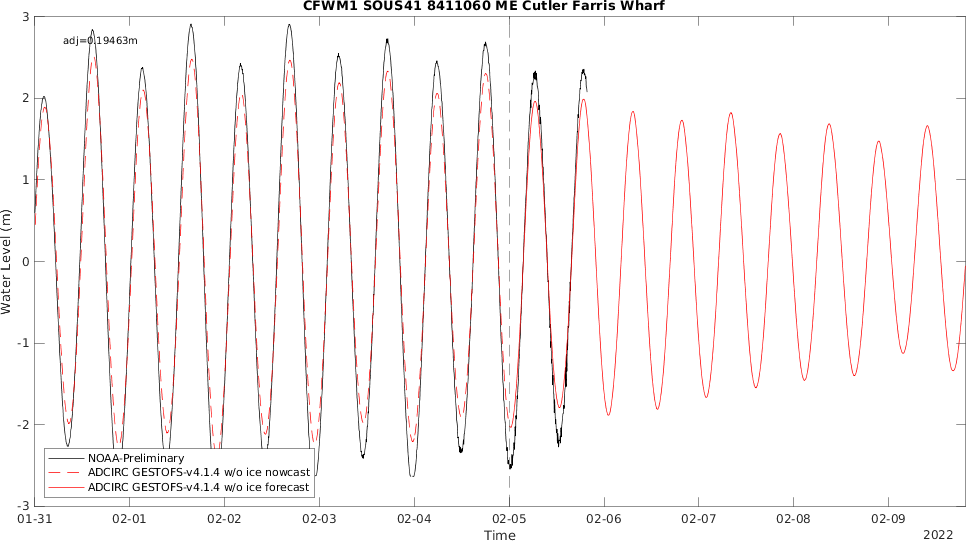 CFWM1 SOUS41 8411060 ME Cutler Farris Wharf
adj=0.19463m
3
2
1
0
-1
-2
-3
Water Level (m)
NOAA-Preliminary
ADCIRC GESTOFS-v4.1.4 w/o ice nowcast
ADCIRC GESTOFS-v4.1.4 w/o ice forecast
01-31 02-01 02-02 02-03 02-04 02-05 02-06 02-07 02-08 02-09
Time
2022